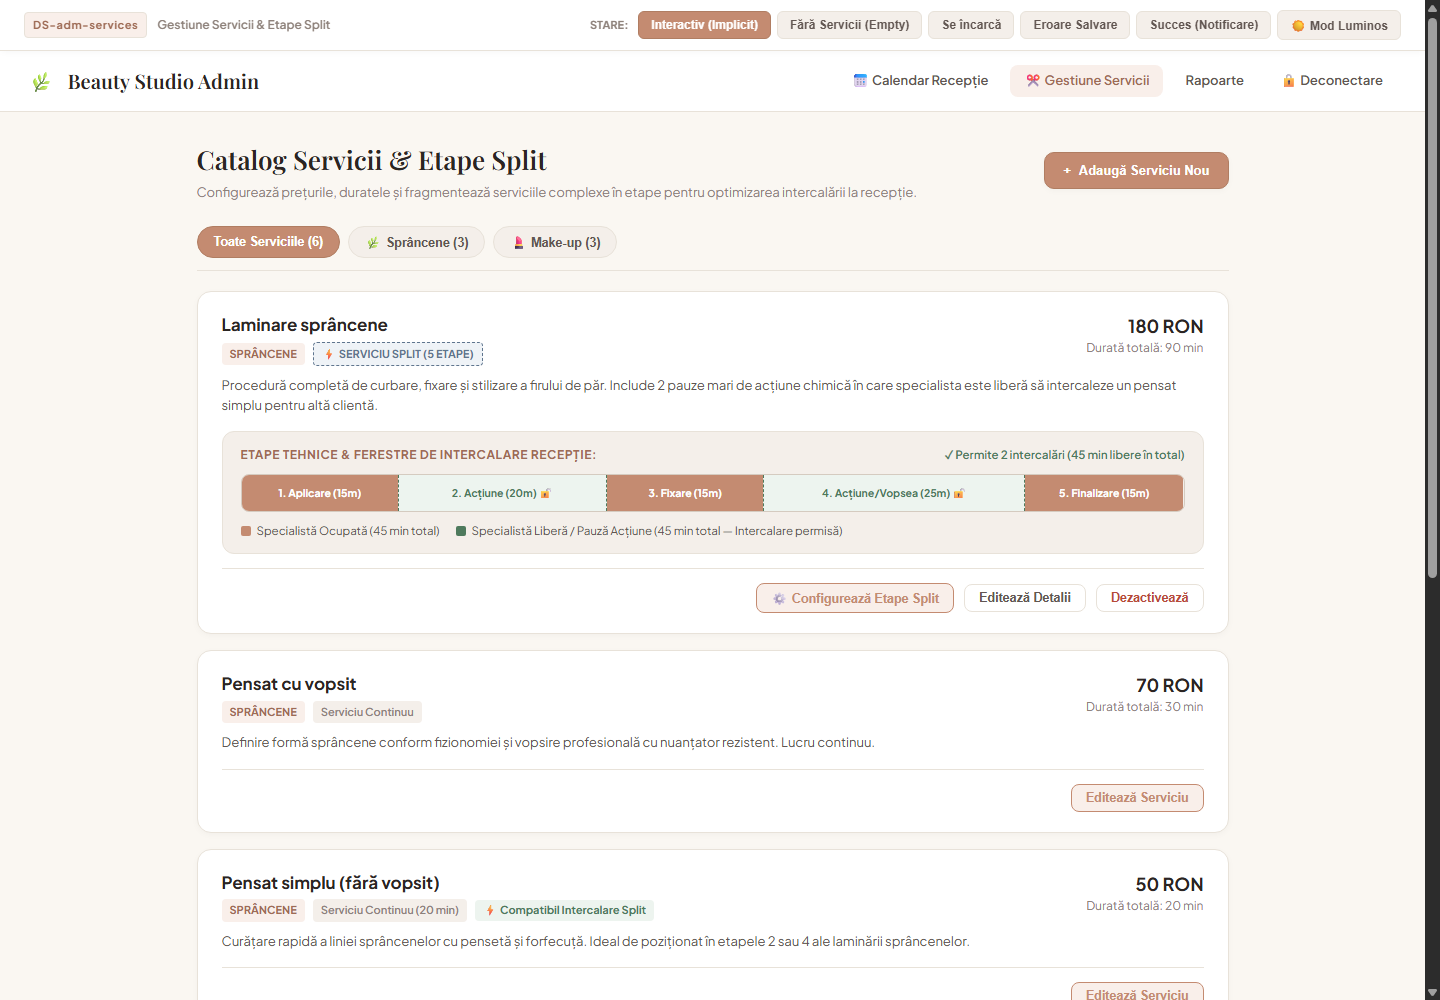 DS-adm-services Gestiune Servicii & Etape Split STARE: Interactiv (Implicit) Fără Servicii (Empty) Se încarcă Eroare Salvare Succes (Notificare) Mod Luminos
Beauty Studio Admin Calendar Recepție Gestiune Servicii Rapoarte Deconectare
Catalog Servicii & Etape Split
Configurează prețurile, duratele și fragmentează serviciile complexe în etape pentru optimizarea intercalării la recepție.
+ Adaugă Serviciu Nou
Toate Serviciile (6) Sprâncene (3) Make-up (3)
Laminare sprâncene
180 RON
SPRÂNCENE SERVICIU SPLIT (5 ETAPE)
Durată totală: 90 min
Procedură completă de curbare, fixare și stilizare a firului de păr. Include 2 pauze mari de acțiune chimică în care specialista este liberă să intercaleze un pensat
simplu pentru altă clientă.
ETAPE TEHNICE & FERESTRE DE INTERCALARE RECEPȚIE: ✓ Permite 2 intercalări (45 min libere în total)
1. Aplicare (15m) 2. Acțiune (20m) 3. Fixare (15m) 4. Acțiune/Vopsea (25m) 5. Finalizare (15m)
Specialistă Ocupată (45 min total) Specialistă Liberă / Pauză Acțiune (45 min total — Intercalare permisă)
Configurează Etape Split Editează Detalii Dezactivează
Pensat cu vopsit
70 RON
SPRÂNCENE Serviciu Continuu
Durată totală: 30 min
Definire formă sprâncene conform fizionomiei și vopsire profesională cu nuanțator rezistent. Lucru continuu.
Editează Serviciu
Pensat simplu (fără vopsit)
50 RON
SPRÂNCENE Serviciu Continuu (20 min) Compatibil Intercalare Split
Durată totală: 20 min
Curățare rapidă a liniei sprâncenelor cu pensetă și forfecuță. Ideal de poziționat în etapele 2 sau 4 ale laminării sprâncenelor.
Editează Serviciu